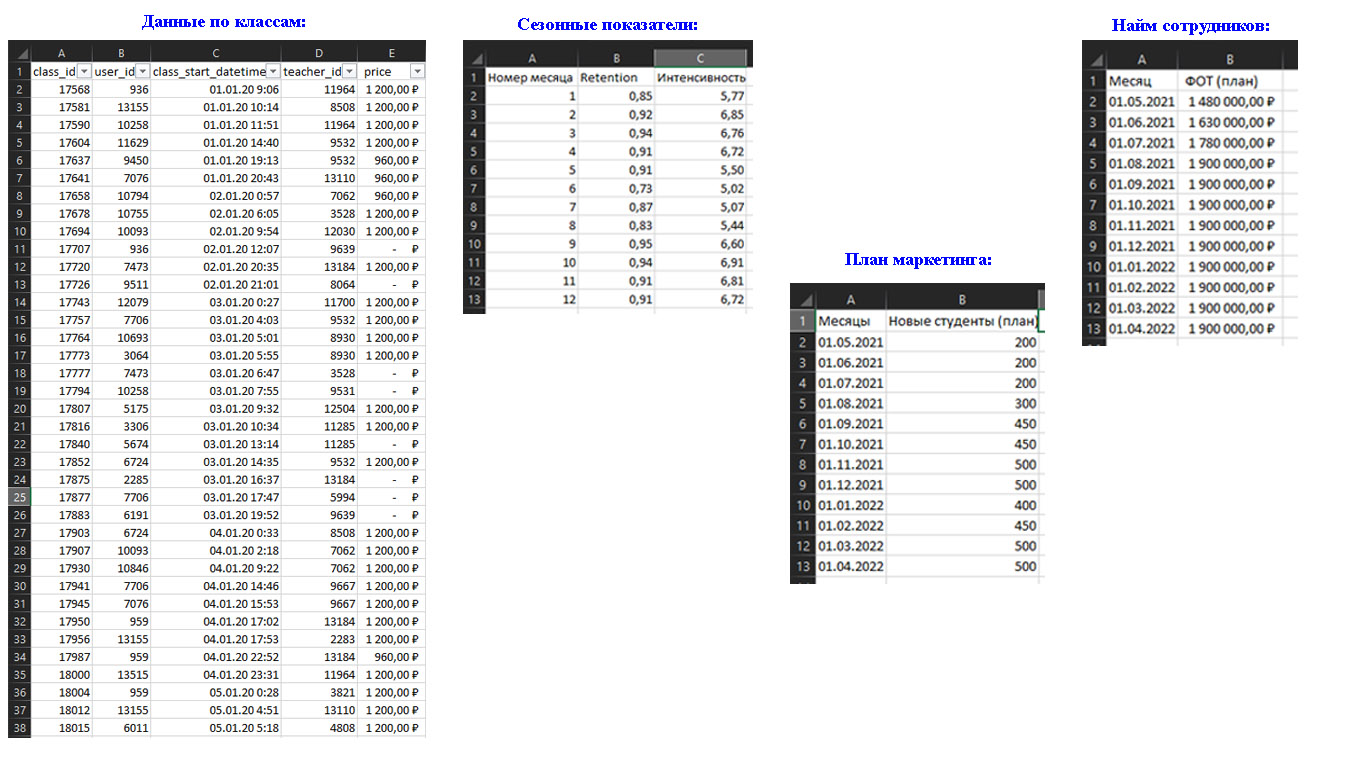 Данные по классам:
A B C D E
1 class_id user_id class_start_datetime teacher_id price
2 17568 936 01.01.20 9:06 11964 1 200,00 ₽
3 17581 13155 01.01.20 10:14 8508 1 200,00 ₽
4 17590 10258 01.01.20 11:51 11964 1 200,00 ₽
5 17604 11629 01.01.20 14:40 9532 1 200,00 ₽
6 17637 9450 01.01.20 19:13 9532 960,00 ₽
7 17641 7076 01.01.20 20:43 13110 960,00 ₽
8 17658 10794 02.01.20 0:57 7062 960,00 ₽
9 17678 10755 02.01.20 6:05 3528 1 200,00 ₽
10 17694 10093 02.01.20 9:54 12030 1 200,00 ₽
11 17707 936 02.01.20 12:07 9639 - ₽
12 17720 7473 02.01.20 20:35 13184 1 200,00 ₽
13 17726 9511 02.01.20 21:01 8064 - ₽
14 17743 12079 03.01.20 0:27 11700 1 200,00 ₽
15 17757 7706 03.01.20 4:03 9532 1 200,00 ₽
16 17764 10693 03.01.20 5:01 8930 1 200,00 ₽
17 17773 3064 03.01.20 5:55 8930 1 200,00 ₽
18 17777 7473 03.01.20 6:47 3528 - ₽
19 17794 10258 03.01.20 7:55 9531 - ₽
20 17807 5175 03.01.20 9:32 12504 1 200,00 ₽
21 17816 3306 03.01.20 10:34 11285 1 200,00 ₽
22 17840 5674 03.01.20 13:14 11285 - ₽
23 17852 6724 03.01.20 14:35 9532 1 200,00 ₽
24 17875 2285 03.01.20 16:37 13184 - ₽
25 17877 7706 03.01.20 17:47 5994 - ₽
26 17883 6191 03.01.20 19:52 9639 - ₽
27 17903 6724 04.01.20 0:33 8508 1 200,00 ₽
28 17907 10093 04.01.20 2:18 7062 1 200,00 ₽
29 17930 10846 04.01.20 9:22 7062 1 200,00 ₽
30 17941 7706 04.01.20 14:46 9667 1 200,00 ₽
31 17945 7076 04.01.20 15:53 9667 1 200,00 ₽
32 17950 959 04.01.20 17:02 13184 1 200,00 ₽
33 17956 13155 04.01.20 17:53 2283 1 200,00 ₽
34 17987 959 04.01.20 22:52 13184 960,00 ₽
35 18000 13515 04.01.20 23:31 11964 1 200,00 ₽
36 18004 959 05.01.20 0:28 3821 1 200,00 ₽
37 18012 13155 05.01.20 4:51 13110 1 200,00 ₽
38 18015 6011 05.01.20 5:18 4808 1 200,00 ₽
Сезонные показатели:
A B C
1 Номер месяца Retention Интенсивность
2 1 0,85 5,77
3 2 0,92 6,85
4 3 0,94 6,76
5 4 0,91 6,72
6 5 0,91 5,50
7 6 0,73 5,02
8 7 0,87 5,07
9 8 0,83 5,44
10 9 0,95 6,60
11 10 0,94 6,91
12 11 0,91 6,81
13 12 0,91 6,72
План маркетинга:
A B
1 Месяцы Новые студенты (план)
2 01.05.2021 200
3 01.06.2021 200
4 01.07.2021 200
5 01.08.2021 300
6 01.09.2021 450
7 01.10.2021 450
8 01.11.2021 500
9 01.12.2021 500
10 01.01.2022 400
11 01.02.2022 450
12 01.03.2022 500
13 01.04.2022 500
Найм сотрудников:
A B
1 Месяц ФОТ (план)
2 01.05.2021 1 480 000,00 ₽
3 01.06.2021 1 630 000,00 ₽
4 01.07.2021 1 780 000,00 ₽
5 01.08.2021 1 900 000,00 ₽
6 01.09.2021 1 900 000,00 ₽
7 01.10.2021 1 900 000,00 ₽
8 01.11.2021 1 900 000,00 ₽
9 01.12.2021 1 900 000,00 ₽
10 01.01.2022 1 900 000,00 ₽
11 01.02.2022 1 900 000,00 ₽
12 01.03.2022 1 900 000,00 ₽
13 01.04.2022 1 900 000,00 ₽